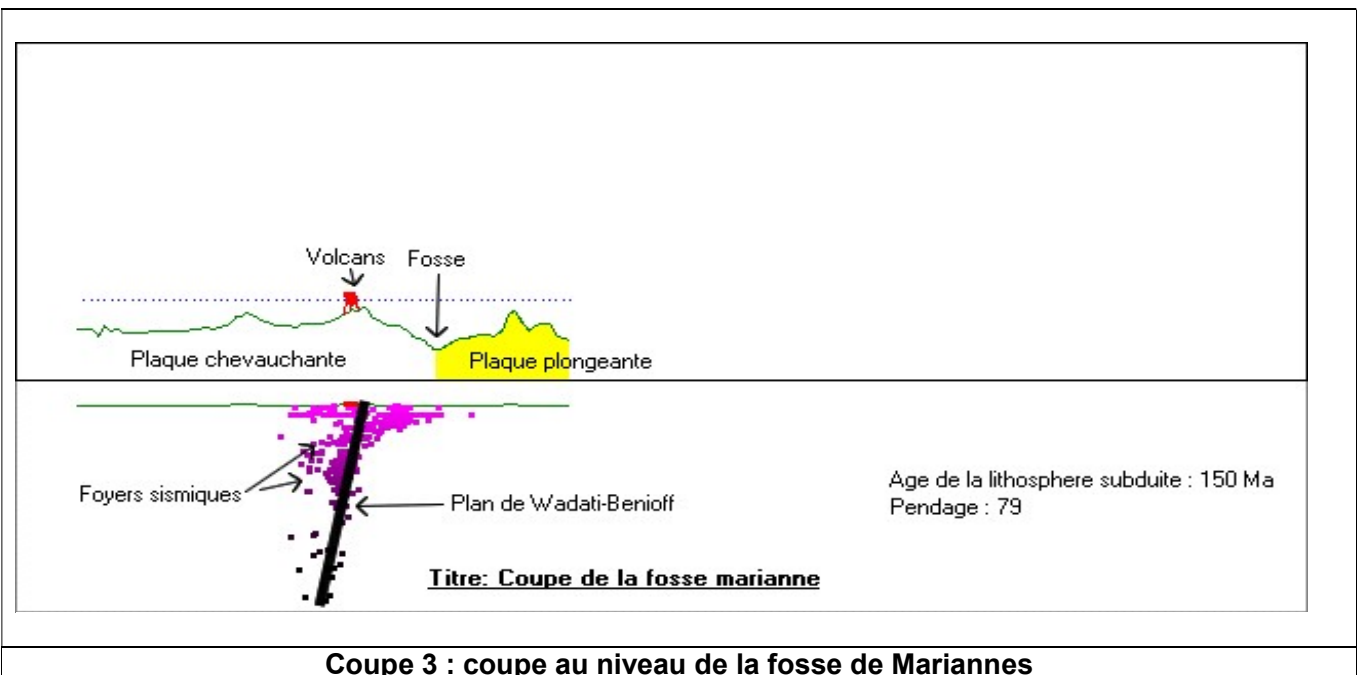 Volcans Fosse
Plaque chevauchante Plaque plongeante
Foyers sismiques
Plan de Wadati-Benioff
Age de la lithosphere subduite : 150 Ma
Pendage : 79
Titre: Coupe de la fosse marianne
Coupe 3 : coupe au niveau de la fosse de Mariannes